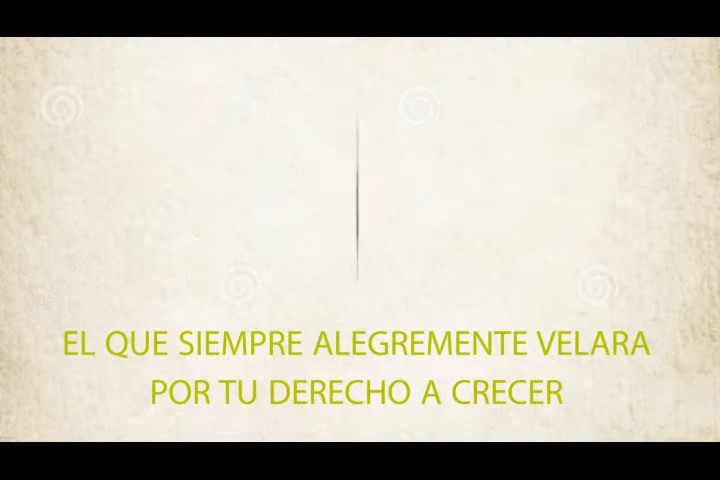 EL QUE SIEMPRE ALEGREMENTE VELARA
POR TU DERECHO A CRECER